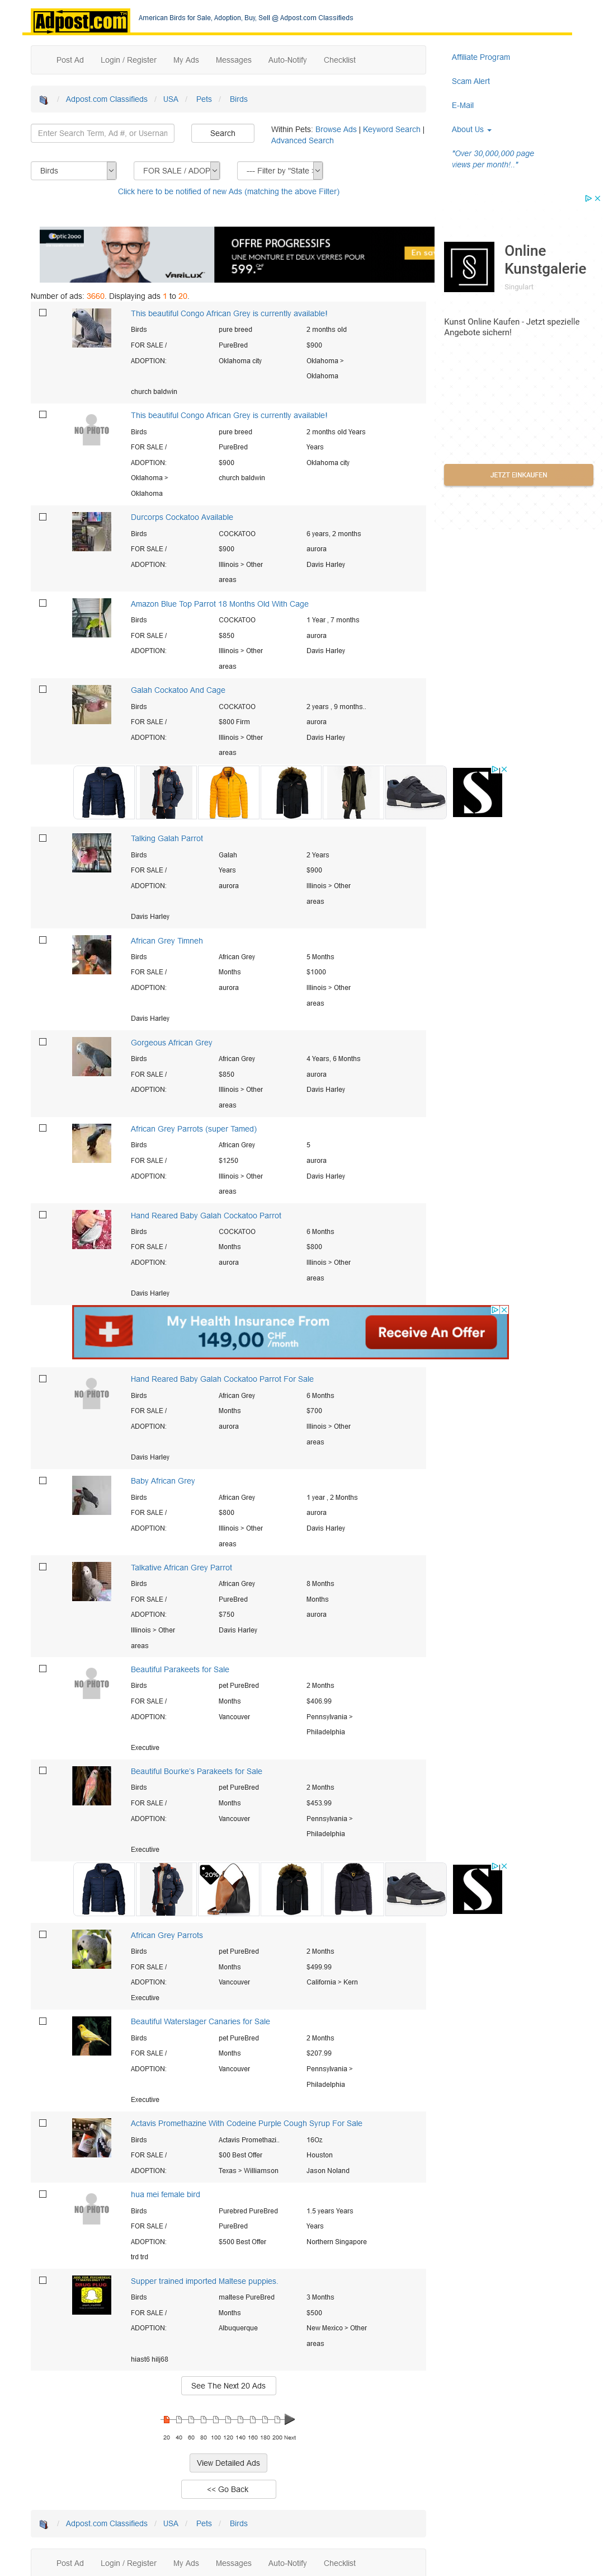 Adpost.com
American Birds for Sale, Adoption, Buy, Sell @ Adpost.com Classifieds
Post Ad Login / Register My Ads Messages Auto-Notify Checklist
Affiliate Program
Scam Alert
E-Mail
About Us
"Over 30,000,000 page
views per month!.."
/ Adpost.com Classifieds / USA / Pets / Birds
Enter Search Term, Ad #, or Usernan
Search
Within Pets: Browse Ads | Keyword Search |
Advanced Search
Birds
FOR SALE / ADOP
--- Filter by "State >
Click here to be notified of new Ads (matching the above Filter)
Optic2000
VARILUX
OFFRE PROGRESSIFS
UNE MONTURE ET DEUX VERRES POUR
599.- CHF
En sa
Online
Kunstgalerie
Singulart
Kunst Online Kaufen - Jetzt spezielle
Angebote sichern!
JETZT EINKAUFEN
Number of ads: 3660. Displaying ads 1 to 20.
This beautiful Congo African Grey is currently available!
Birds pure breed 2 months old
FOR SALE / PureBred $900
ADOPTION: Oklahoma city Oklahoma >
Oklahoma
church baldwin
NO PHOTO
This beautiful Congo African Grey is currently available!
Birds pure breed 2 months old Years
FOR SALE / PureBred Years
ADOPTION: $900 Oklahoma city
Oklahoma > church baldwin
Oklahoma
Durcorps Cockatoo Available
Birds COCKATOO 6 years, 2 months
FOR SALE / $900 aurora
ADOPTION: Illinois > Other Davis Harley
areas
Amazon Blue Top Parrot 18 Months Old With Cage
Birds COCKATOO 1 Year , 7 months
FOR SALE / $850 aurora
ADOPTION: Illinois > Other Davis Harley
areas
Galah Cockatoo And Cage
Birds COCKATOO 2 years , 9 months..
FOR SALE / $800 Firm aurora
ADOPTION: Illinois > Other Davis Harley
areas
S
Talking Galah Parrot
Birds Galah 2 Years
FOR SALE / Years $900
ADOPTION: aurora Illinois > Other
areas
Davis Harley
African Grey Timneh
Birds African Grey 5 Months
FOR SALE / Months $1000
ADOPTION: aurora Illinois > Other
areas
Davis Harley
Gorgeous African Grey
Birds African Grey 4 Years, 6 Months
FOR SALE / $850 aurora
ADOPTION: Illinois > Other Davis Harley
areas
African Grey Parrots (super Tamed)
Birds African Grey 5
FOR SALE / $1250 aurora
ADOPTION: Illinois > Other Davis Harley
areas
Hand Reared Baby Galah Cockatoo Parrot
Birds COCKATOO 6 Months
FOR SALE / Months $800
ADOPTION: aurora Illinois > Other
areas
Davis Harley
My Health Insurance From
149,00 CHF /month
Receive An Offer
NO PHOTO
Hand Reared Baby Galah Cockatoo Parrot For Sale
Birds African Grey 6 Months
FOR SALE / Months $700
ADOPTION: aurora Illinois > Other
areas
Davis Harley
Baby African Grey
Birds African Grey 1 year , 2 Months
FOR SALE / $800 aurora
ADOPTION: Illinois > Other Davis Harley
areas
Talkative African Grey Parrot
Birds African Grey 8 Months
FOR SALE / PureBred Months
ADOPTION: $750 aurora
Illinois > Other Davis Harley
areas
NO PHOTO
Beautiful Parakeets for Sale
Birds pet PureBred 2 Months
FOR SALE / Months $406.99
ADOPTION: Vancouver Pennsylvania >
Philadelphia
Executive
Beautiful Bourke's Parakeets for Sale
Birds pet PureBred 2 Months
FOR SALE / Months $453.99
ADOPTION: Vancouver Pennsylvania >
Philadelphia
Executive
-20%
S
African Grey Parrots
Birds pet PureBred 2 Months
FOR SALE / Months $499.99
ADOPTION: Vancouver California > Kern
Executive
Beautiful Waterslager Canaries for Sale
Birds pet PureBred 2 Months
FOR SALE / Months $207.99
ADOPTION: Vancouver Pennsylvania >
Philadelphia
Executive
Actavis Promethazine With Codeine Purple Cough Syrup For Sale
Birds Actavis Promethazi.. 16Oz
FOR SALE / $00 Best Offer Houston
ADOPTION: Texas > Williamson Jason Noland
NO PHOTO
hua mei female bird
Birds Purebred PureBred 1.5 years Years
FOR SALE / PureBred Years
ADOPTION: $500 Best Offer Northern Singapore
trd trd
Supper trained imported Maltese puppies.
Birds maltese PureBred 3 Months
FOR SALE / Months $500
ADOPTION: Albuquerque New Mexico > Other
areas
hiast6 hilj68
See The Next 20 Ads
20 40 60 80 100 120 140 160 180 200 Next
View Detailed Ads
<< Go Back
/ Adpost.com Classifieds / USA / Pets / Birds
Post Ad Login / Register My Ads Messages Auto-Notify Checklist